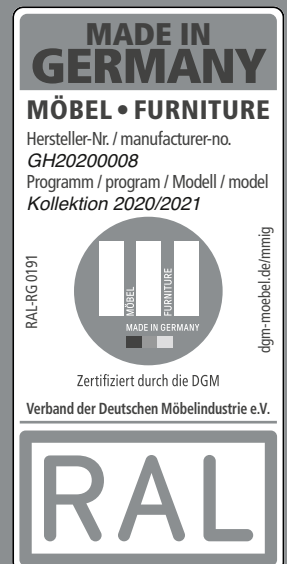 MADE IN
GERMANY
MÖBEL • FURNITURE
Hersteller-Nr. / manufacturer-no.
GH20200008
Programm / program / Modell / model
Kollektion 2020/2021
RAL-RG 0191
MÖBEL
FURNITURE
MADE IN GERMANY
dgm-moebel.de/mmig
Zertifiziert durch die DGM
Verband der Deutschen Möbelindustrie e.V.
RAL